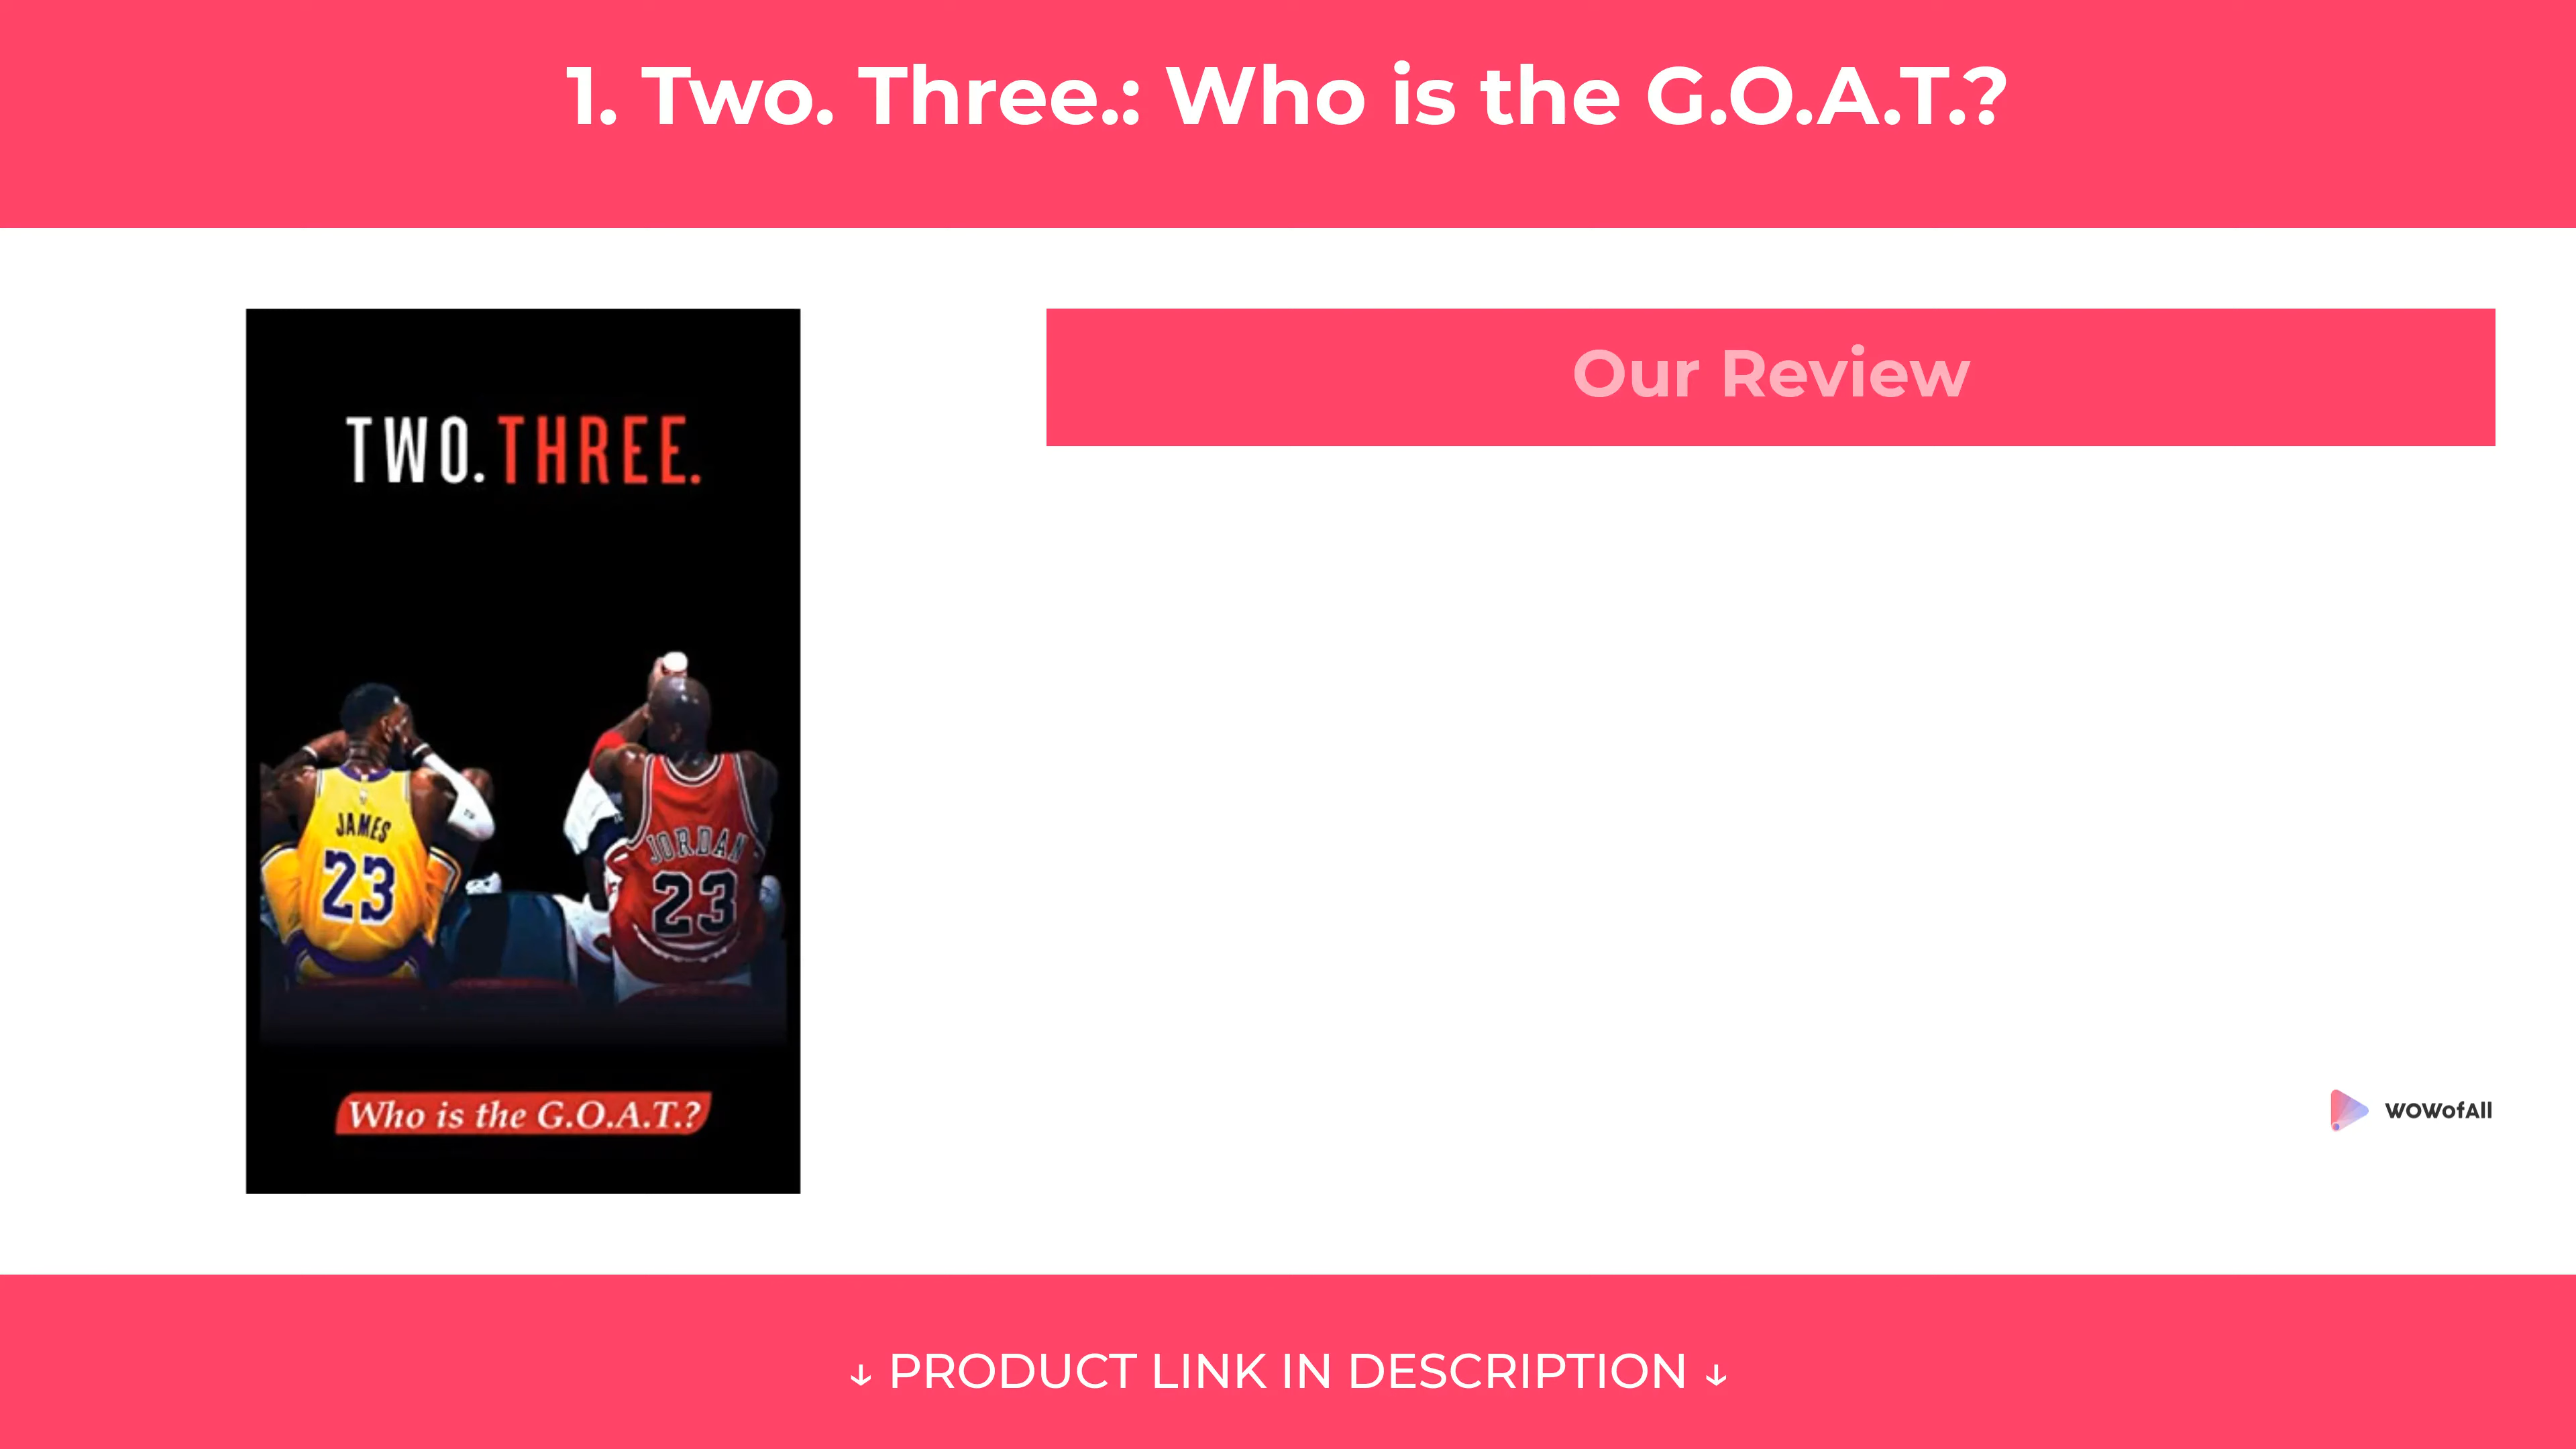 1. Two. Three.: Who is the G.O.A.T.?
TWO. THREE.
JAMES
23
JORDAN
23
Who is the G.O.A.T.?
Our Review
wowofAll
↓ PRODUCT LINK IN DESCRIPTION ↓